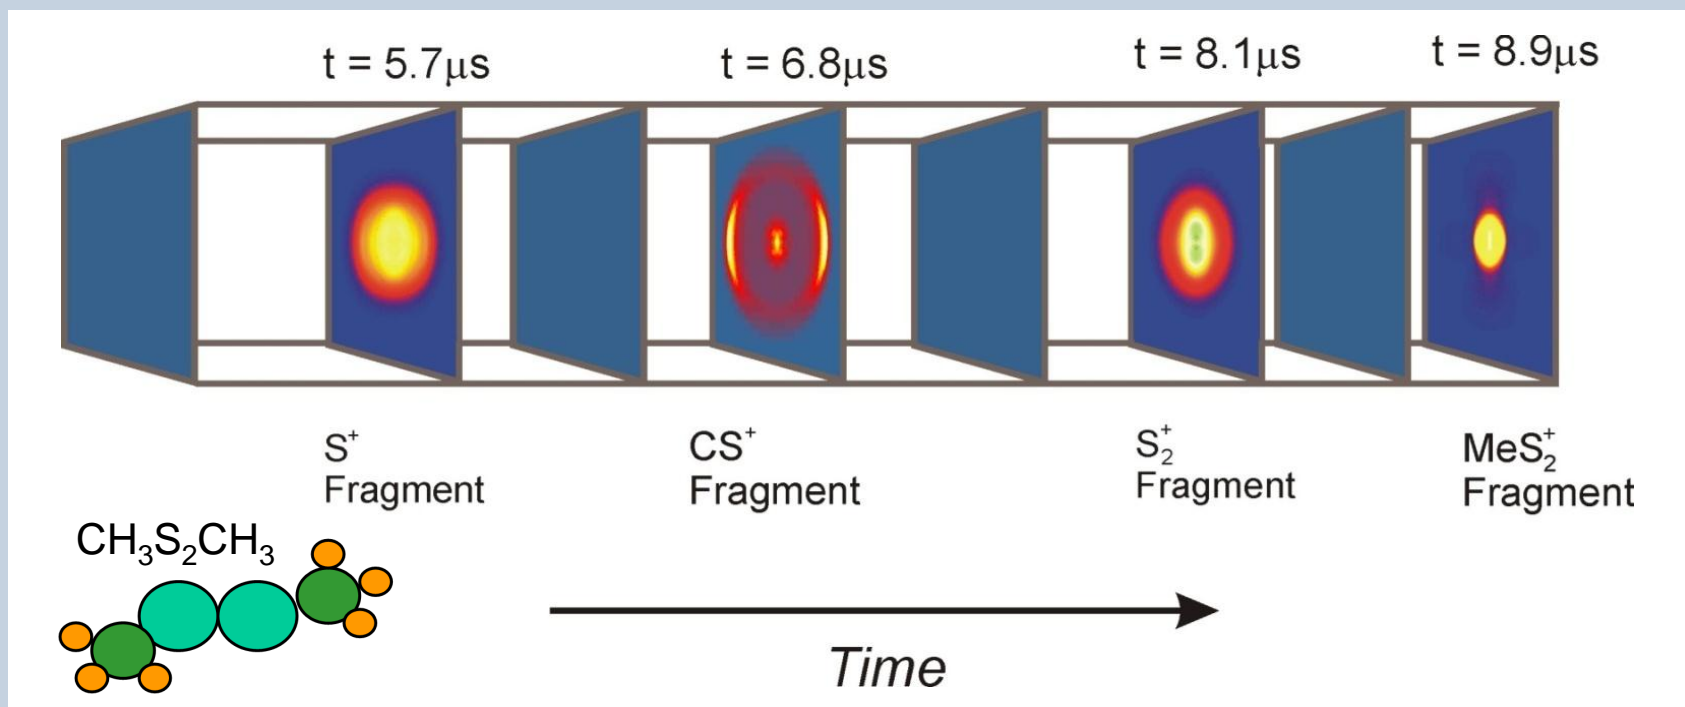 t = 5.7μs
t = 6.8μs
t = 8.1μs
t = 8.9μs
S⁺
Fragment
CS⁺
Fragment
S₂⁺
Fragment
MeS₂⁺
Fragment
CH₃S₂CH₃
Time